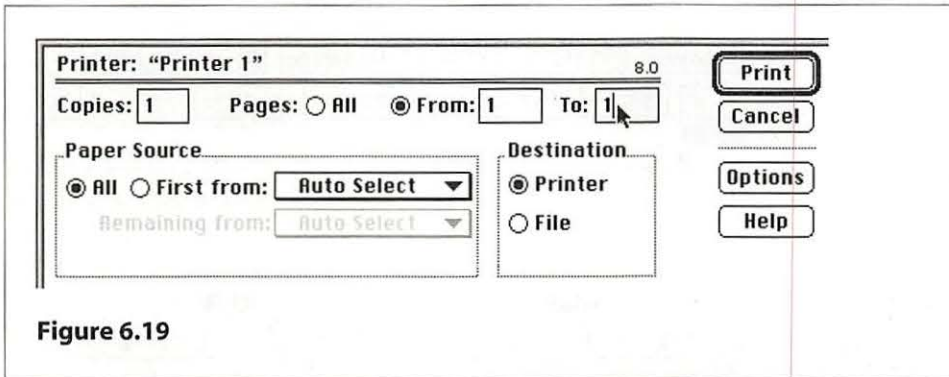 Printer: “Printer 1” 8.0 Print
Copies: 1 Pages: All From: 1 To: 1 Cancel
Paper Source Destination
All First from: Auto Select Printer Options
Remaining from: Auto Select File Help
Figure 6.19